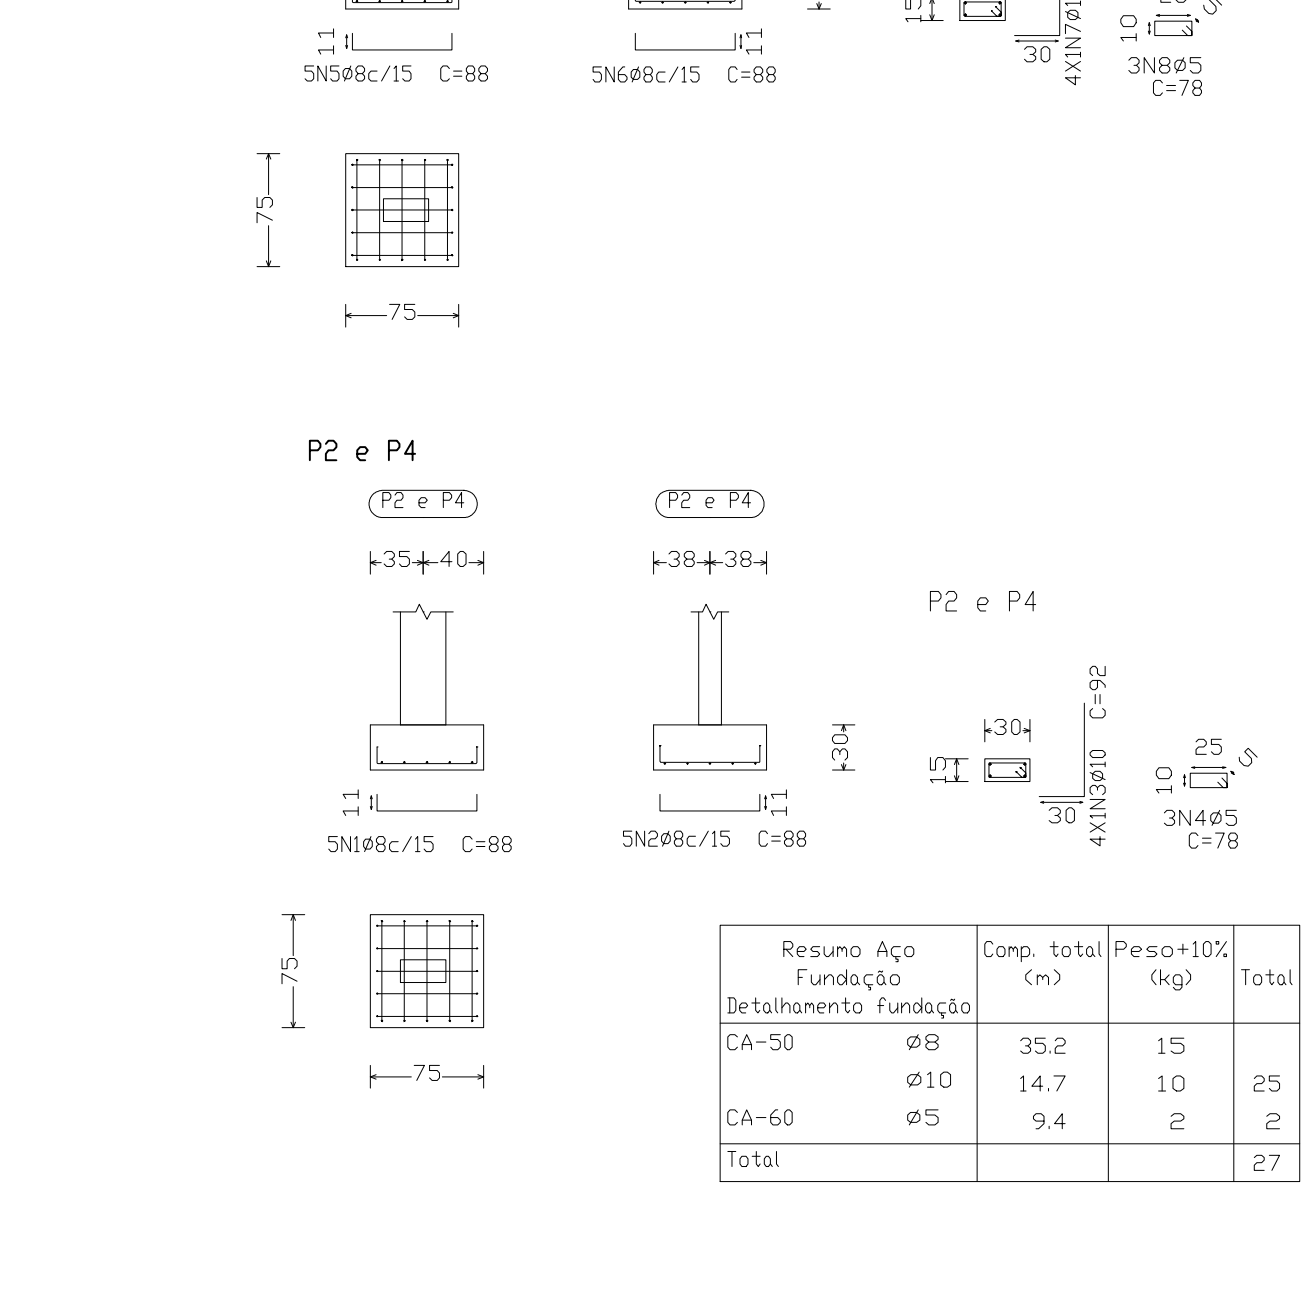 11
11
5N5ø8c/15 C=88
5N6ø8c/15 C=88
15
30
10
3N8ø5
C=78
75
75
P2 e P4
P2 e P4
P2 e P4
35 40
38 38
P2 e P4
30
30
15
30
4X1N3ø10 C=92
25
5
10
3N4ø5
C=78
11
11
5N1ø8c/15 C=88
5N2ø8c/15 C=88
75
75
Resumo Aço
Fundação
Detalhamento fundação
Comp. total
(m)
Peso+10%
(kg)
Total
CA-50 Ø8 35.2 15
Ø10 14.7 10 25
CA-60 Ø5 9.4 2 2
Total 27